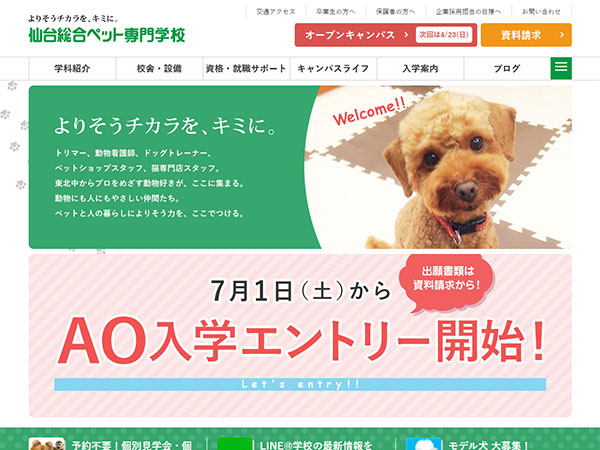 よりそうチカラを、キミに。
仙台総合ペット専門学校
交通アクセス
卒業生の方へ
保護者の方へ
企業採用担当の皆様へ
お問い合わせ
オープンキャンパス
次回は4/23(日)
資料請求
学科紹介
校舎・設備
資格・就職サポート
キャンパスライフ
入学案内
ブログ
よりそうチカラを、キミに。
トリマー、動物看護師、ドッグトレーナー、
ペットショップスタッフ、猫専門店スタッフ。
東北中からプロをめざす動物好きが、ここに集まる。
動物にも人にもやさしい仲間たち。
ペットと人の暮らしによりそう力を、ここでつける。
Welcome!!
7月1日(土)から
出願書類は
資料請求から!
AO入学エントリー開始!
Let's entry!!
予約不要!個別見学会・個
LINE@学校の最新情報を
モデル犬 大募集!